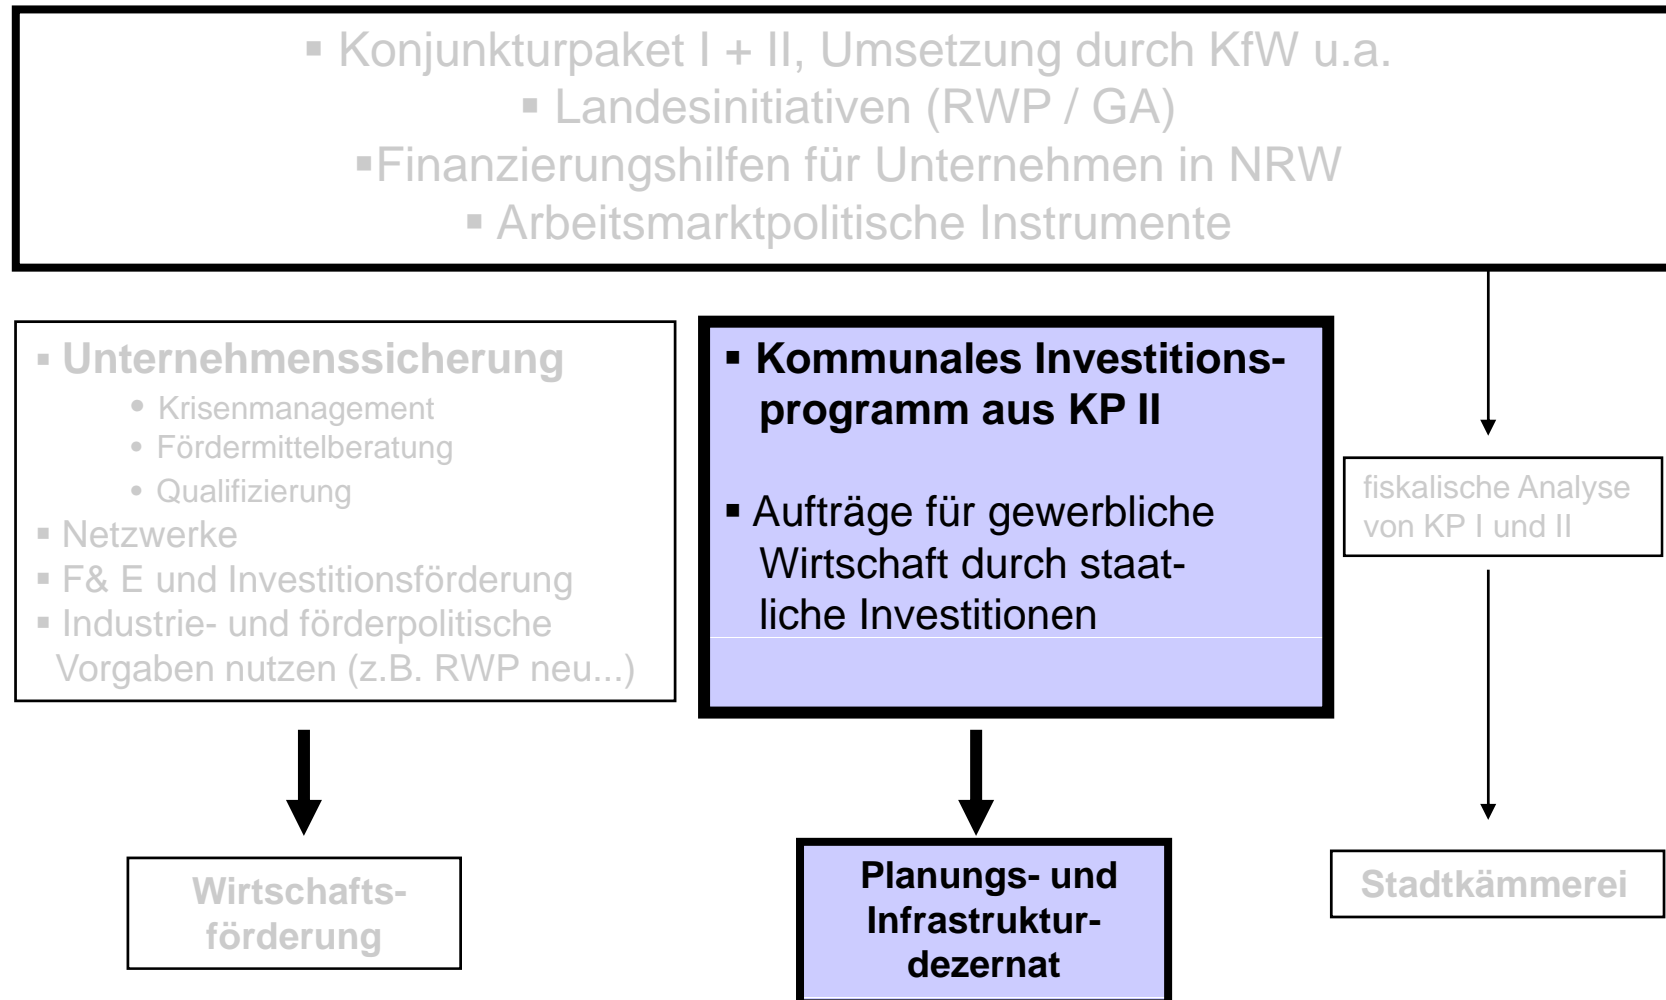 ▪ Konjunkturpaket I + II, Umsetzung durch KfW u.a.
▪ Landesinitiativen (RWP / GA)
▪Finanzierungshilfen für Unternehmen in NRW
▪ Arbeitsmarktpolitische Instrumente
▪ Unternehmenssicherung
• Krisenmanagement
• Fördermittelberatung
• Qualifizierung
▪ Netzwerke
▪ F& E und Investitionsförderung
▪ Industrie- und förderpolitische
Vorgaben nutzen (z.B. RWP neu...)
▪ Kommunales Investitions-
programm aus KP II
▪ Aufträge für gewerbliche
Wirtschaft durch staat-
liche Investitionen
fiskalische Analyse
von KP I und II
Wirtschafts-
förderung
Planungs- und
Infrastruktur-
dezernat
Stadtkämmerei